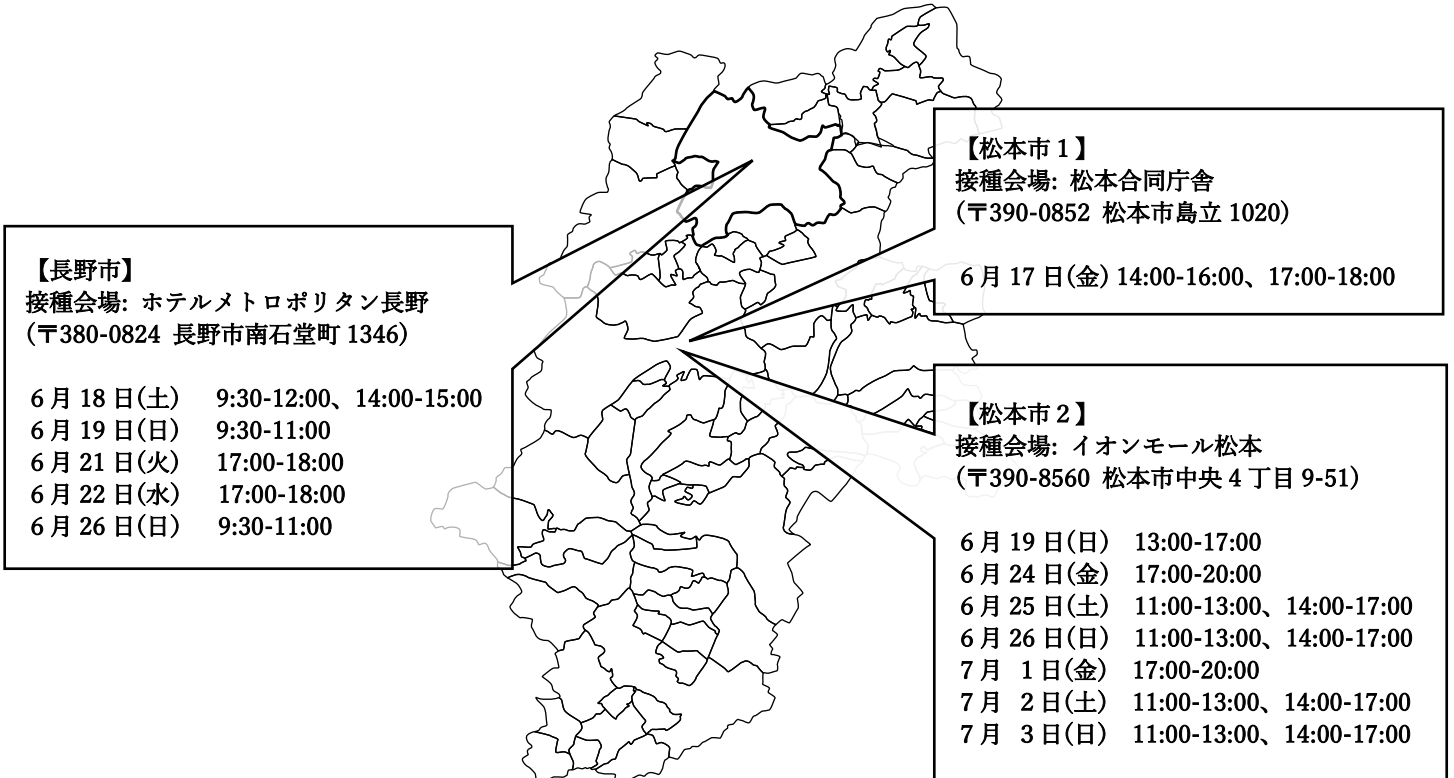 【長野市】
接種会場: ホテルメトロポリタン長野
(〒380-0824 長野市南石堂町 1346)
6月 18 日(土) 9:30-12:00、14:00-15:00
6月 19 日(日) 9:30-11:00
6月 21 日(火) 17:00-18:00
6月 22 日(水) 17:00-18:00
6月 26 日(日) 9:30-11:00
【松本市1】
接種会場: 松本合同庁舎
(〒390-0852 松本市島立 1020)
6月 17 日(金) 14:00-16:00、17:00-18:00
【松本市2】
接種会場: イオンモール松本
(〒390-8560 松本市中央4丁目 9-51)
6月 19 日(日) 13:00-17:00
6月 24 日(金) 17:00-20:00
6月 25 日(土) 11:00-13:00、14:00-17:00
6月 26 日(日) 11:00-13:00、14:00-17:00
7月 1日(金) 17:00-20:00
7月 2日(土) 11:00-13:00、14:00-17:00
7月 3日(日) 11:00-13:00、14:00-17:00